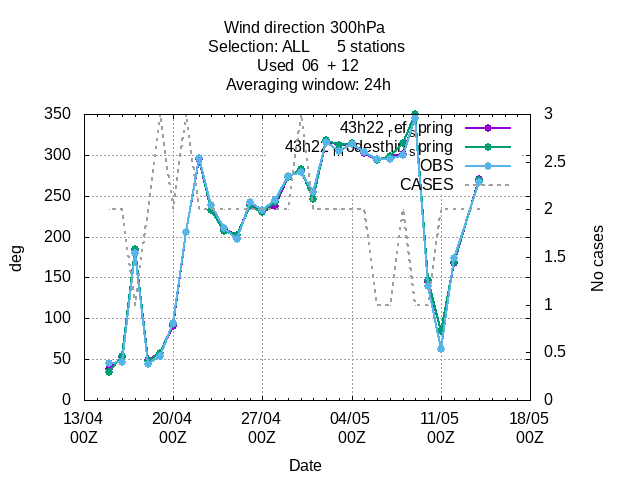 Wind direction 300hPa
Selection: ALL 5 stations
Used 06 + 12
Averaging window: 24h
350
300
250
200
150
100
50
0
3
2.5
2
1.5
1
0.5
0
deg
No cases
43h22_ref_spring
43h22_modesthin_spring
OBS
CASES
13/04 20/04 27/04 04/05 11/05 18/05
00Z 00Z 00Z 00Z 00Z 00Z
Date